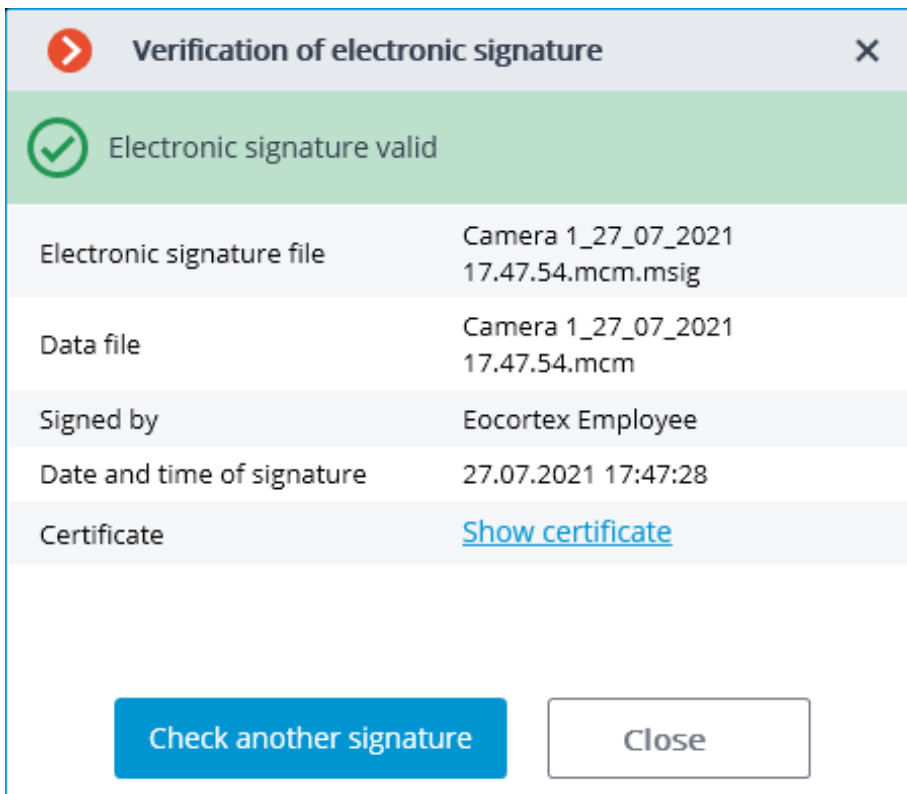 Verification of electronic signature
Electronic signature valid
Electronic signature file
Camera 1_27_07_2021
17.47.54.mcm.msig
Data file
Camera 1_27_07_2021
17.47.54.mcm
Signed by
Eocortex Employee
Date and time of signature
27.07.2021 17:47:28
Certificate
Show certificate
Check another signature
Close